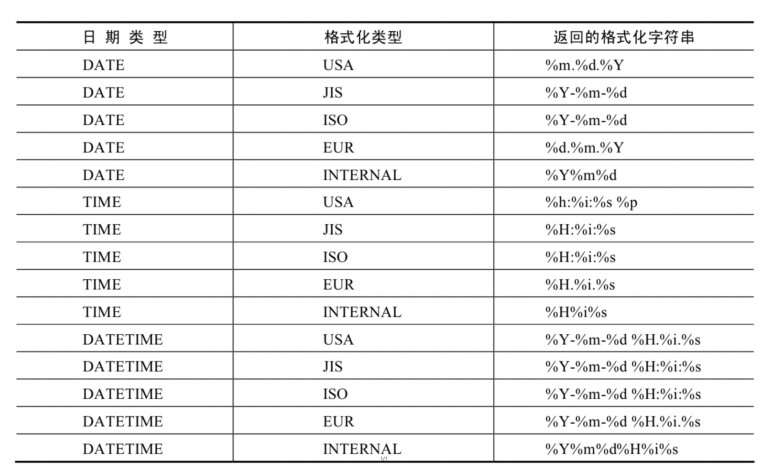 日 期 类 型 格式化类型 返回的格式化字符串
DATE USA %m.%d.%Y
DATE JIS %Y-%m-%d
DATE ISO %Y-%m-%d
DATE EUR %d.%m.%Y
DATE INTERNAL %Y%m%d
TIME USA %h:%i:%s %p
TIME JIS %H:%i:%s
TIME ISO %H:%i:%s
TIME EUR %H.%i.%s
TIME INTERNAL %H%i%s
DATETIME USA %Y-%m-%d %H.%i.%s
DATETIME JIS %Y-%m-%d %H:%i:%s
DATETIME ISO %Y-%m-%d %H:%i:%s
DATETIME EUR %Y-%m-%d %H.%i.%s
DATETIME INTERNAL %Y%m%d%H%i%s